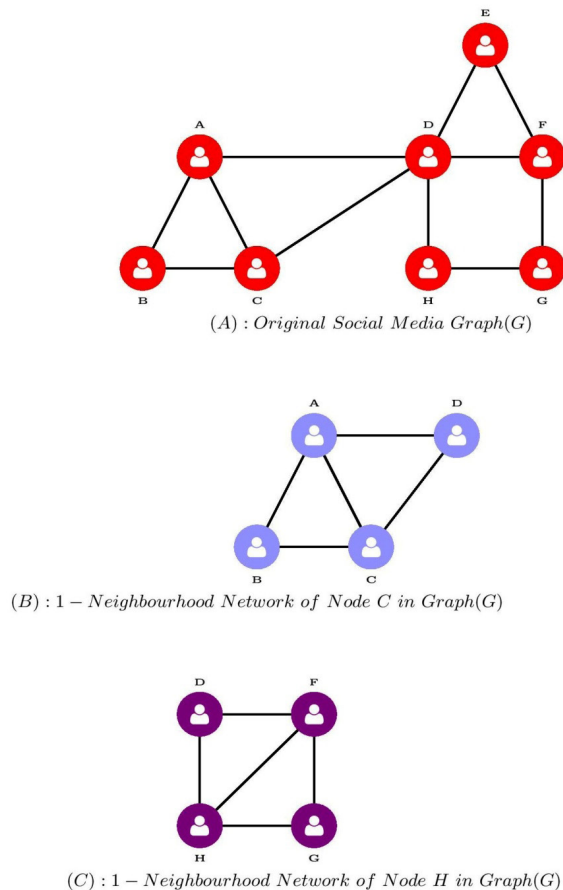 E
A D F
B C H G
(A) : Original Social Media Graph(G)
A D
B C
(B) : 1 − Neighbourhood Network of Node C in Graph(G)
D F
H G
(C) : 1 − Neighbourhood Network of Node H in Graph(G)